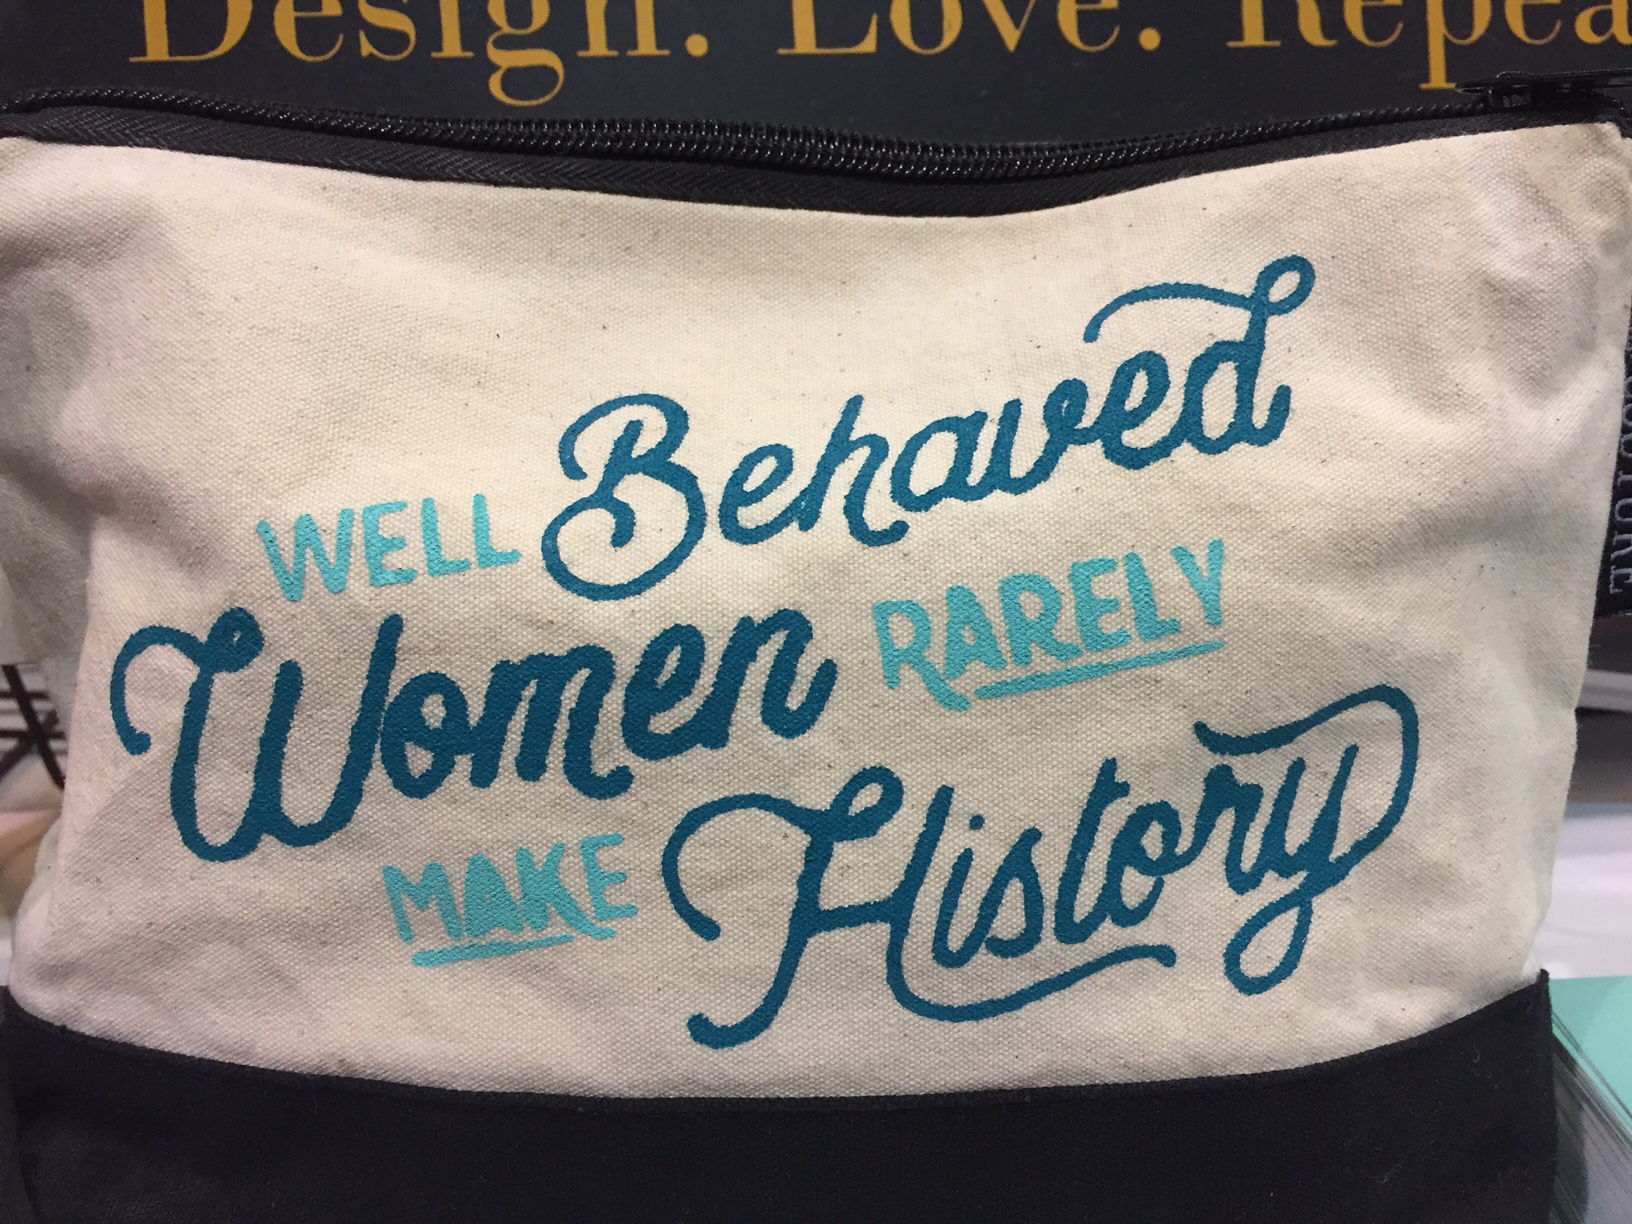 Design. Love. Repea
WELL Behaved
Women RARELY
MAKE History